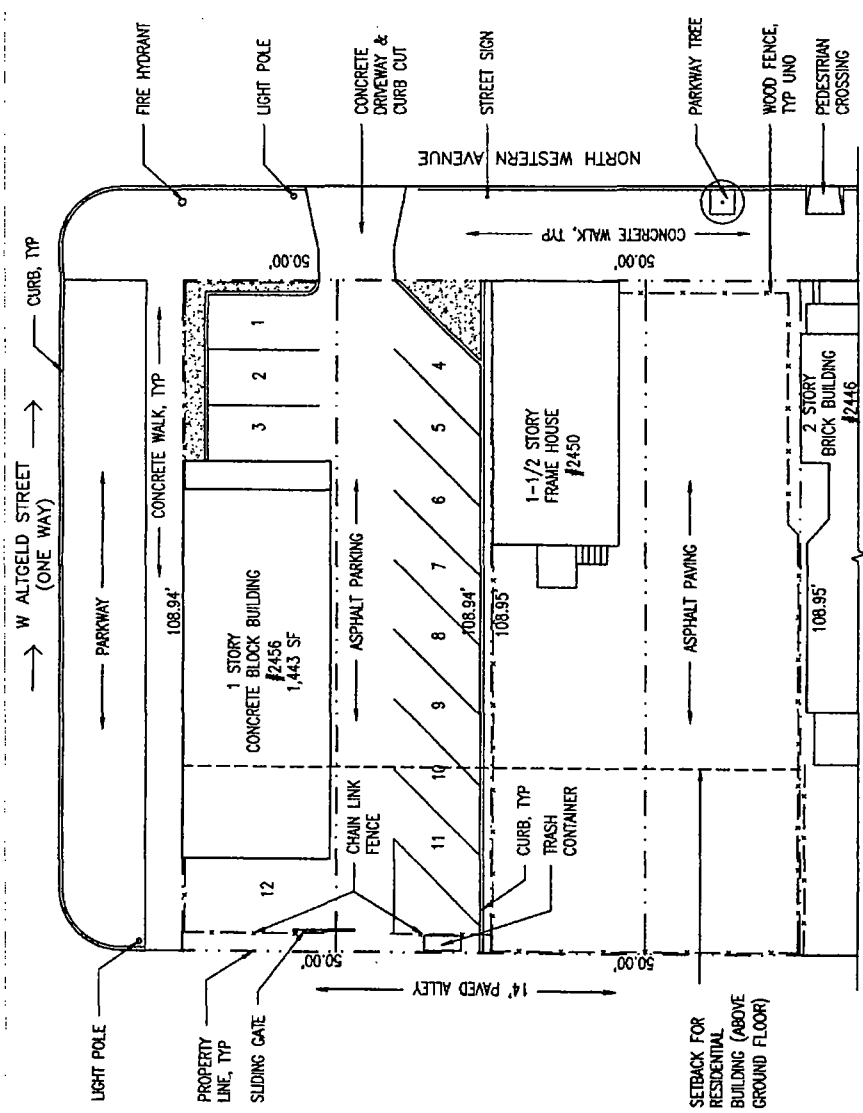 → W ALTGELD STREET →
(ONE WAY)
CURB, TYP
FIRE HYDRANT
LIGHT POLE
CONCRETE
DRIVEWAY &
CURB CUT
STREET SIGN
PARKWAY TREE
WOOD FENCE,
TYP UNO
PEDESTRIAN
CROSSING
NORTH WESTERN AVENUE
PARKWAY
CONCRETE WALK, TYP
108.94'
50.00'
CONCRETE WALK, TYP
50.00'
1
2
3
1 STORY
CONCRETE BLOCK BUILDING
#2456
1,443 SF
ASPHALT PARKING
4
5
6
7
8
9
10
11
12
108.94'
108.95'
1-1/2 STORY
FRAME HOUSE
#2450
ASPHALT PAVING
108.95'
2 STORY
BRICK BUILDING
#2446
CHAIN LINK
FENCE
CURB, TYP
TRASH
CONTAINER
50.00'
50.00'
14' PAVED ALLEY
LIGHT POLE
PROPERTY
LINE, TYP
SLIDING GATE
SETBACK FOR
RESIDENTIAL
BUILDING (ABOVE
GROUND FLOOR)